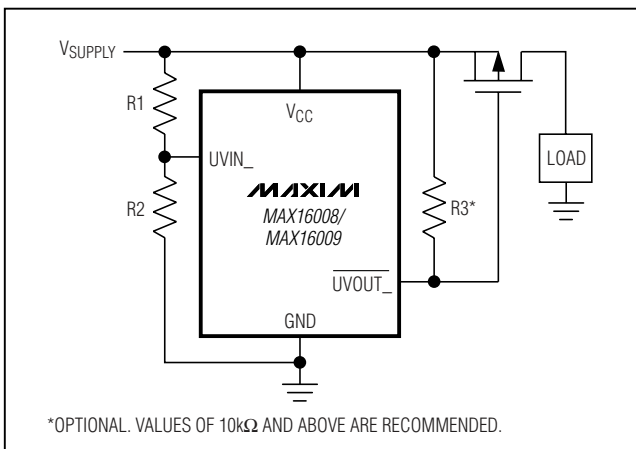 VSUPPLY
R1
VCC
UVIN_
LOAD
MAXIM
R2
MAX16008/
MAX16009
R3*
UVOUT_
GND
*OPTIONAL. VALUES OF 10kΩ AND ABOVE ARE RECOMMENDED.